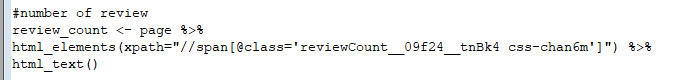 #number of review
review_count <- page %>%
html_elements(xpath="//span[@class='reviewCount__09f24__tnBk4 css-chan6m']") %>%
html_text()